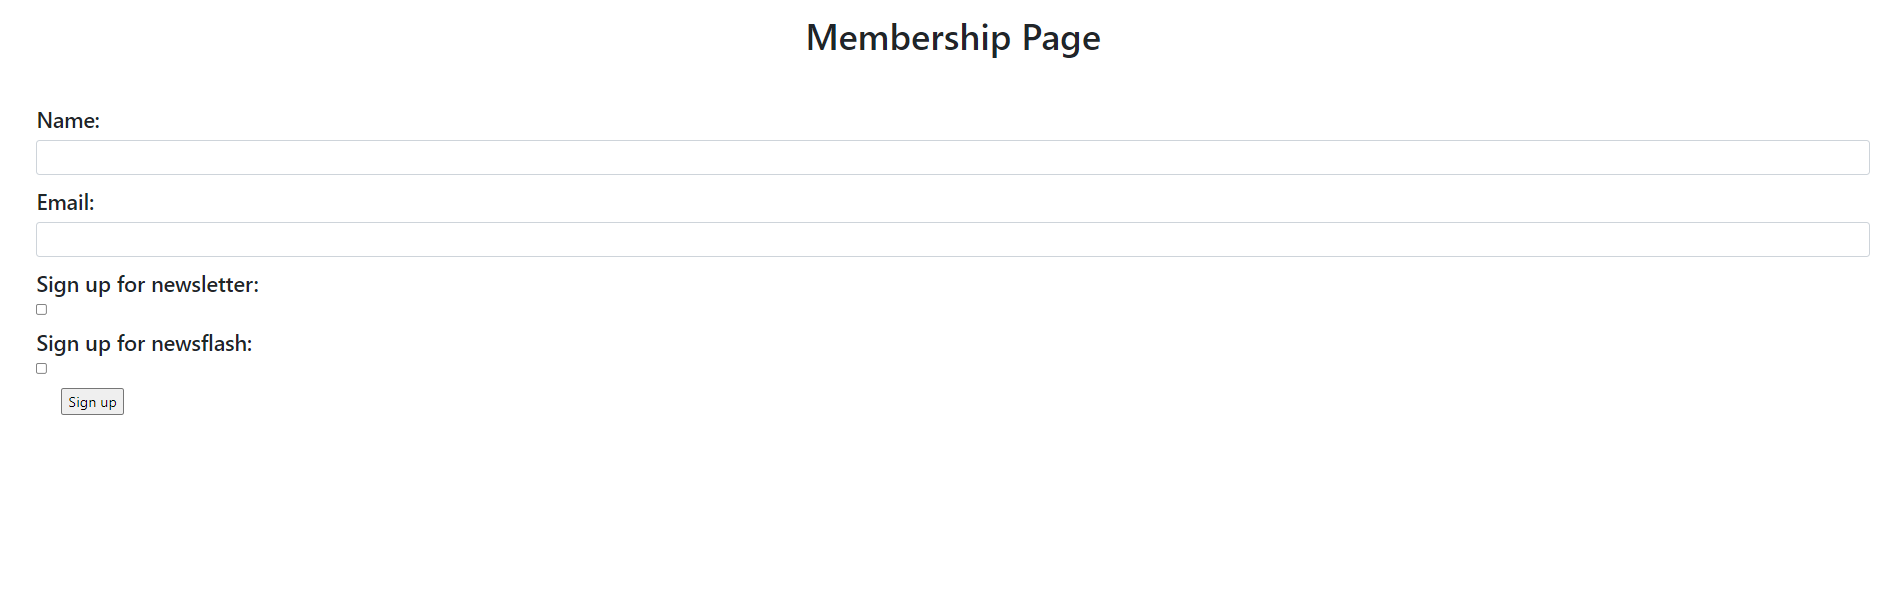 Membership Page
Name:
Email:
Sign up for newsletter:
Sign up for newsflash:
Sign up